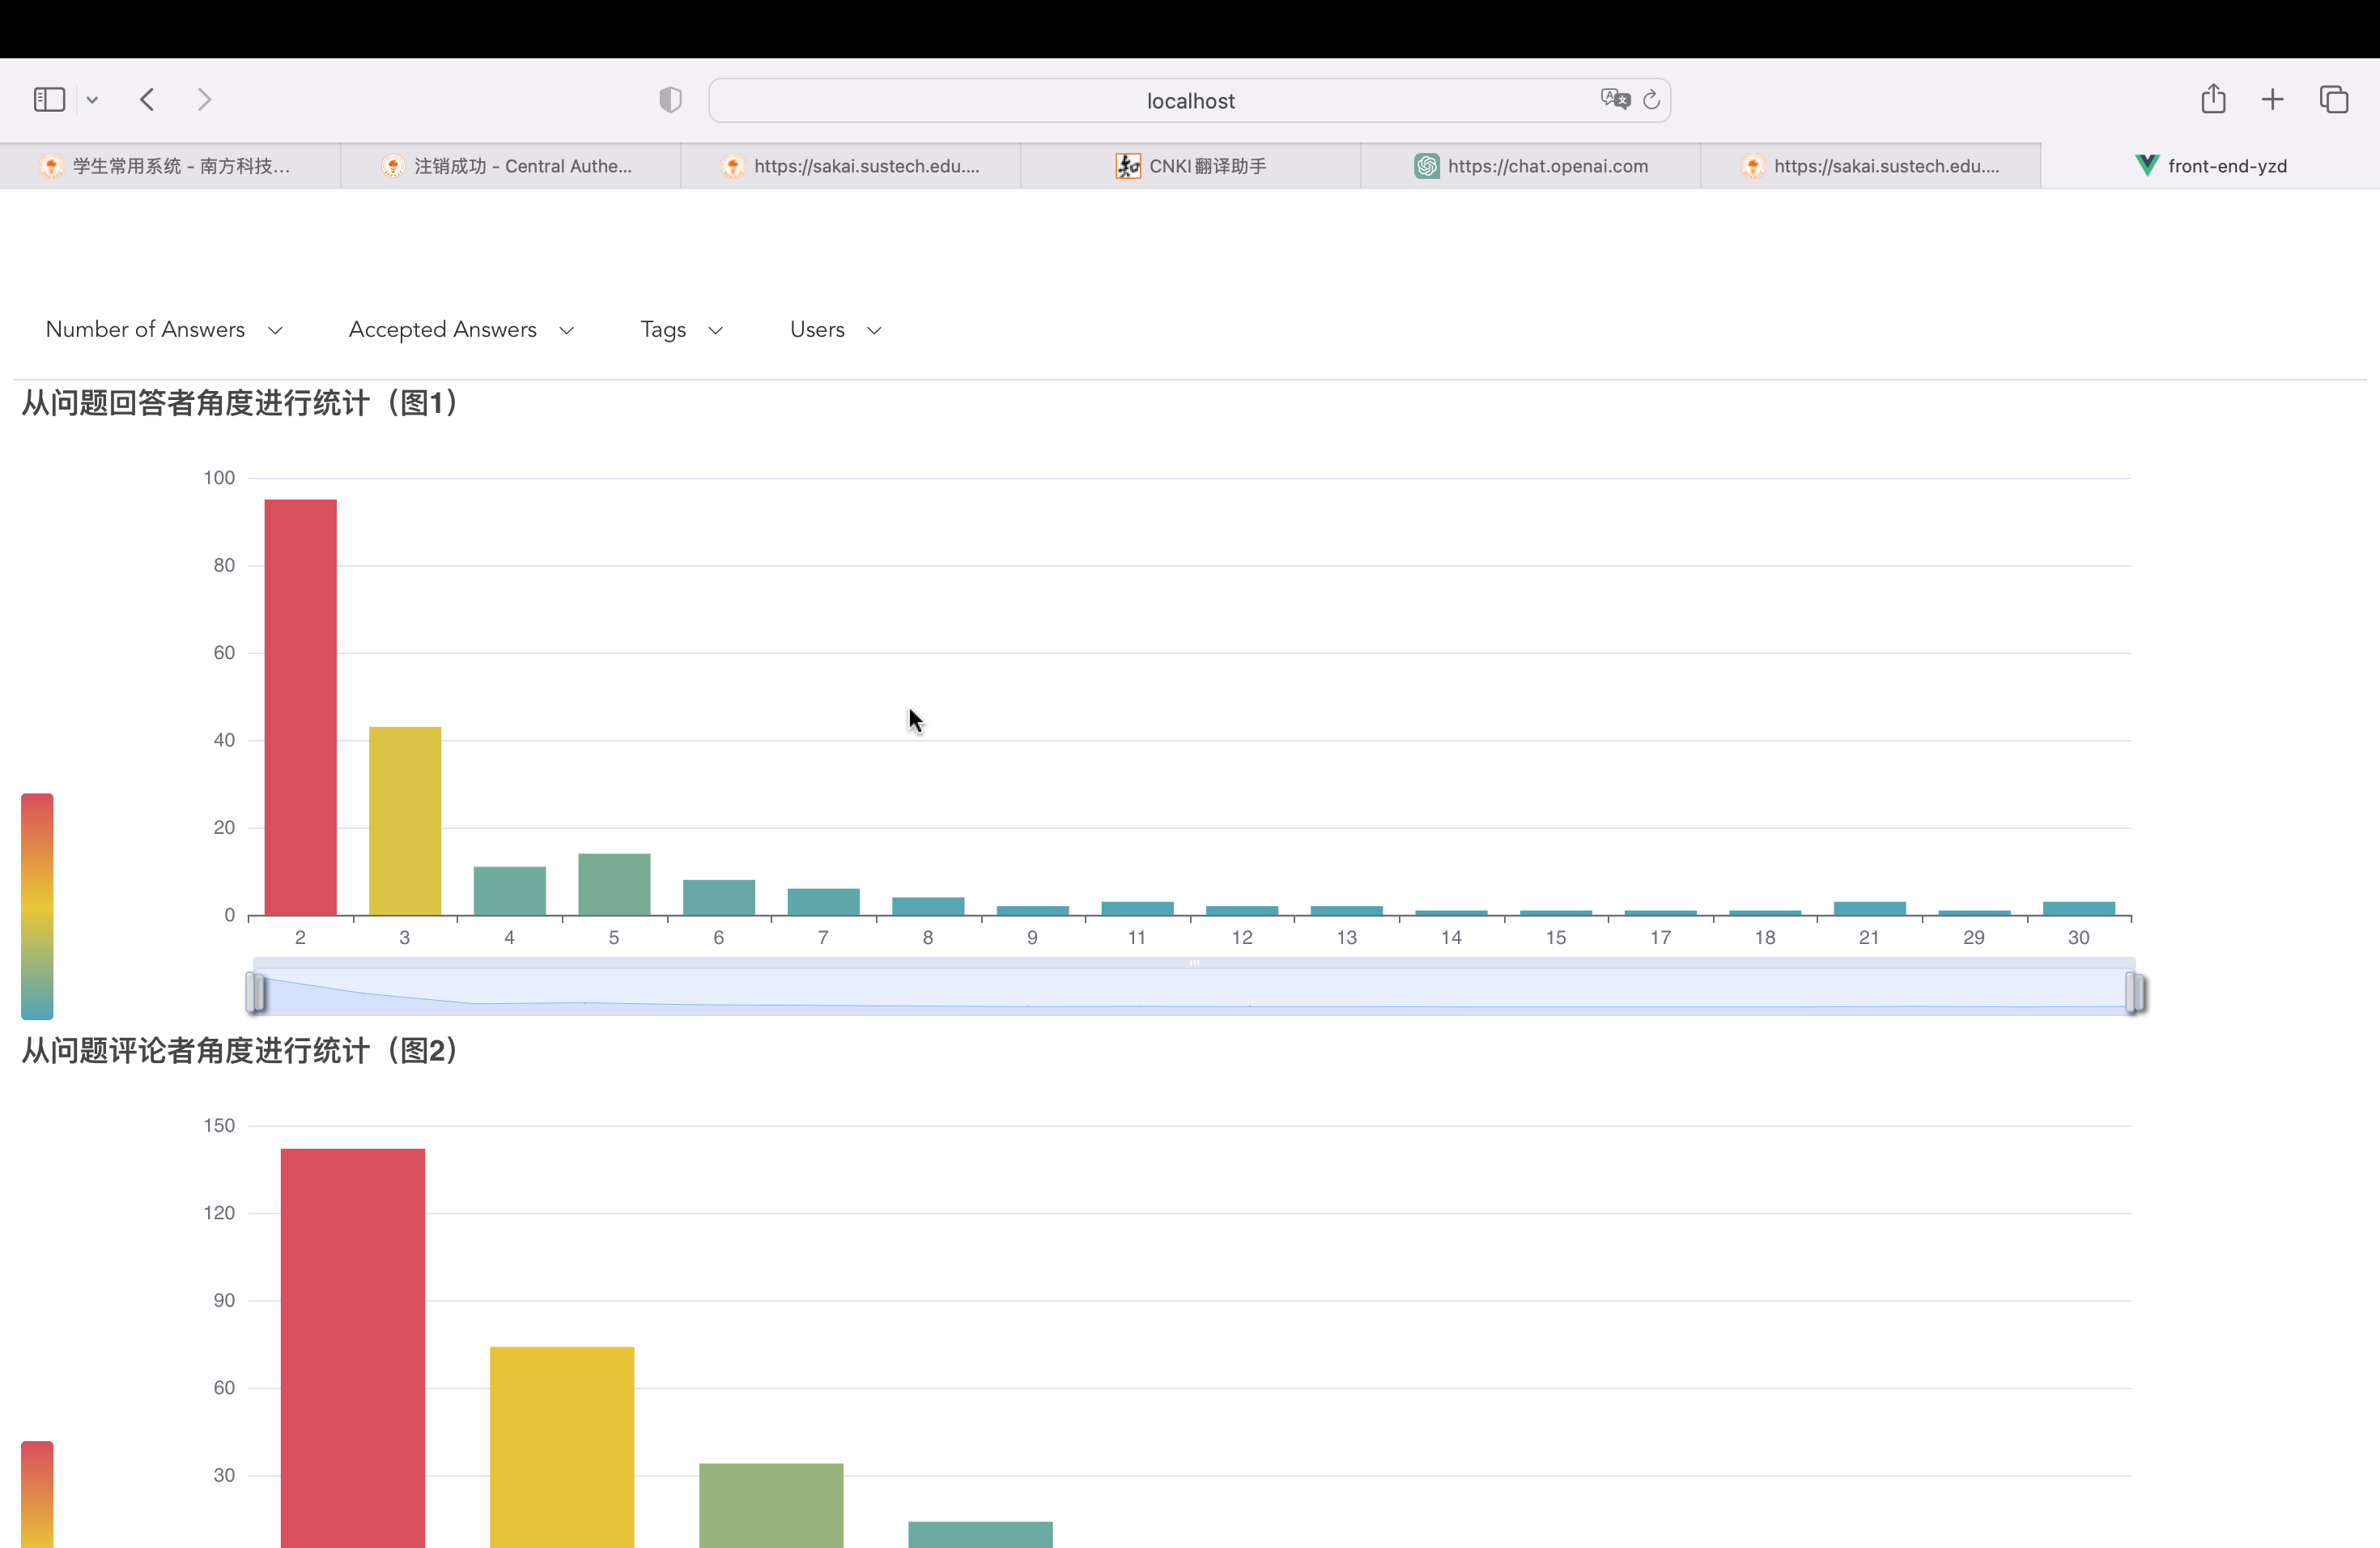 localhost
学生常用系统 - 南方科技...
注销成功 - Central Authe...
https://sakai.sustech.edu....
CNKI翻译助手
https://chat.openai.com
https://sakai.sustech.edu....
front-end-yzd
Number of Answers
Accepted Answers
Tags
Users
从问题回答者角度进行统计（图1）
100
80
60
40
20
0
2 3 4 5 6 7 8 9 11 12 13 14 15 17 18 21 29 30
从问题评论者角度进行统计（图2）
150
120
90
60
30